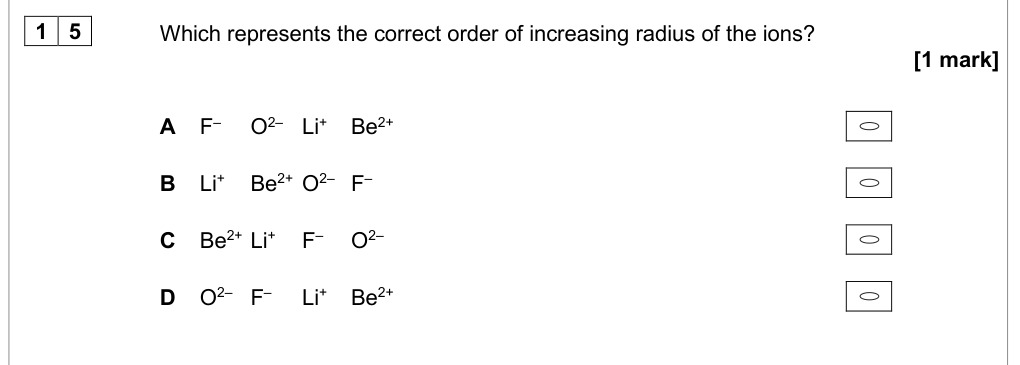 1 5 Which represents the correct order of increasing radius of the ions?
[1 mark]
A F⁻ O²⁻ Li⁺ Be²⁺
B Li⁺ Be²⁺ O²⁻ F⁻
C Be²⁺ Li⁺ F⁻ O²⁻
D O²⁻ F⁻ Li⁺ Be²⁺